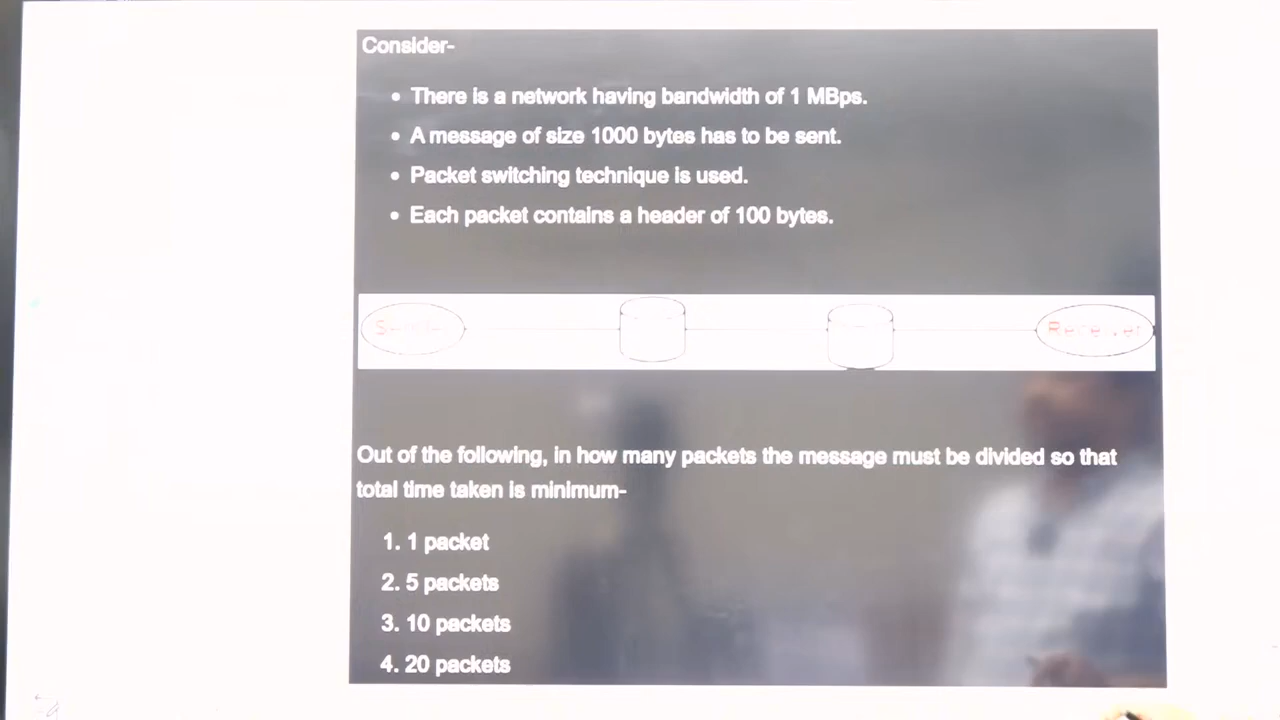 Consider-
• There is a network having bandwidth of 1 MBps.
• A message of size 1000 bytes has to be sent.
• Packet switching technique is used.
• Each packet contains a header of 100 bytes.
Receiver
Out of the following, in how many packets the message must be divided so that
total time taken is minimum-
1. 1 packet
2. 5 packets
3. 10 packets
4. 20 packets